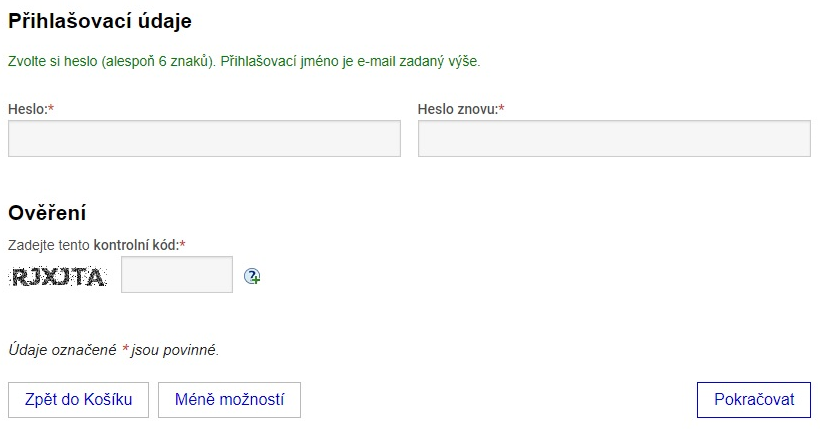 Přihlašovací údaje
Zvolte si heslo (alespoň 6 znaků). Přihlašovací jméno je e-mail zadaný výše.
Heslo:* Heslo znovu:*
Ověření
Zadejte tento kontrolní kód:*
RJXJTA
Údaje označené * jsou povinné.
Zpět do Košíku Méně možností Pokračovat